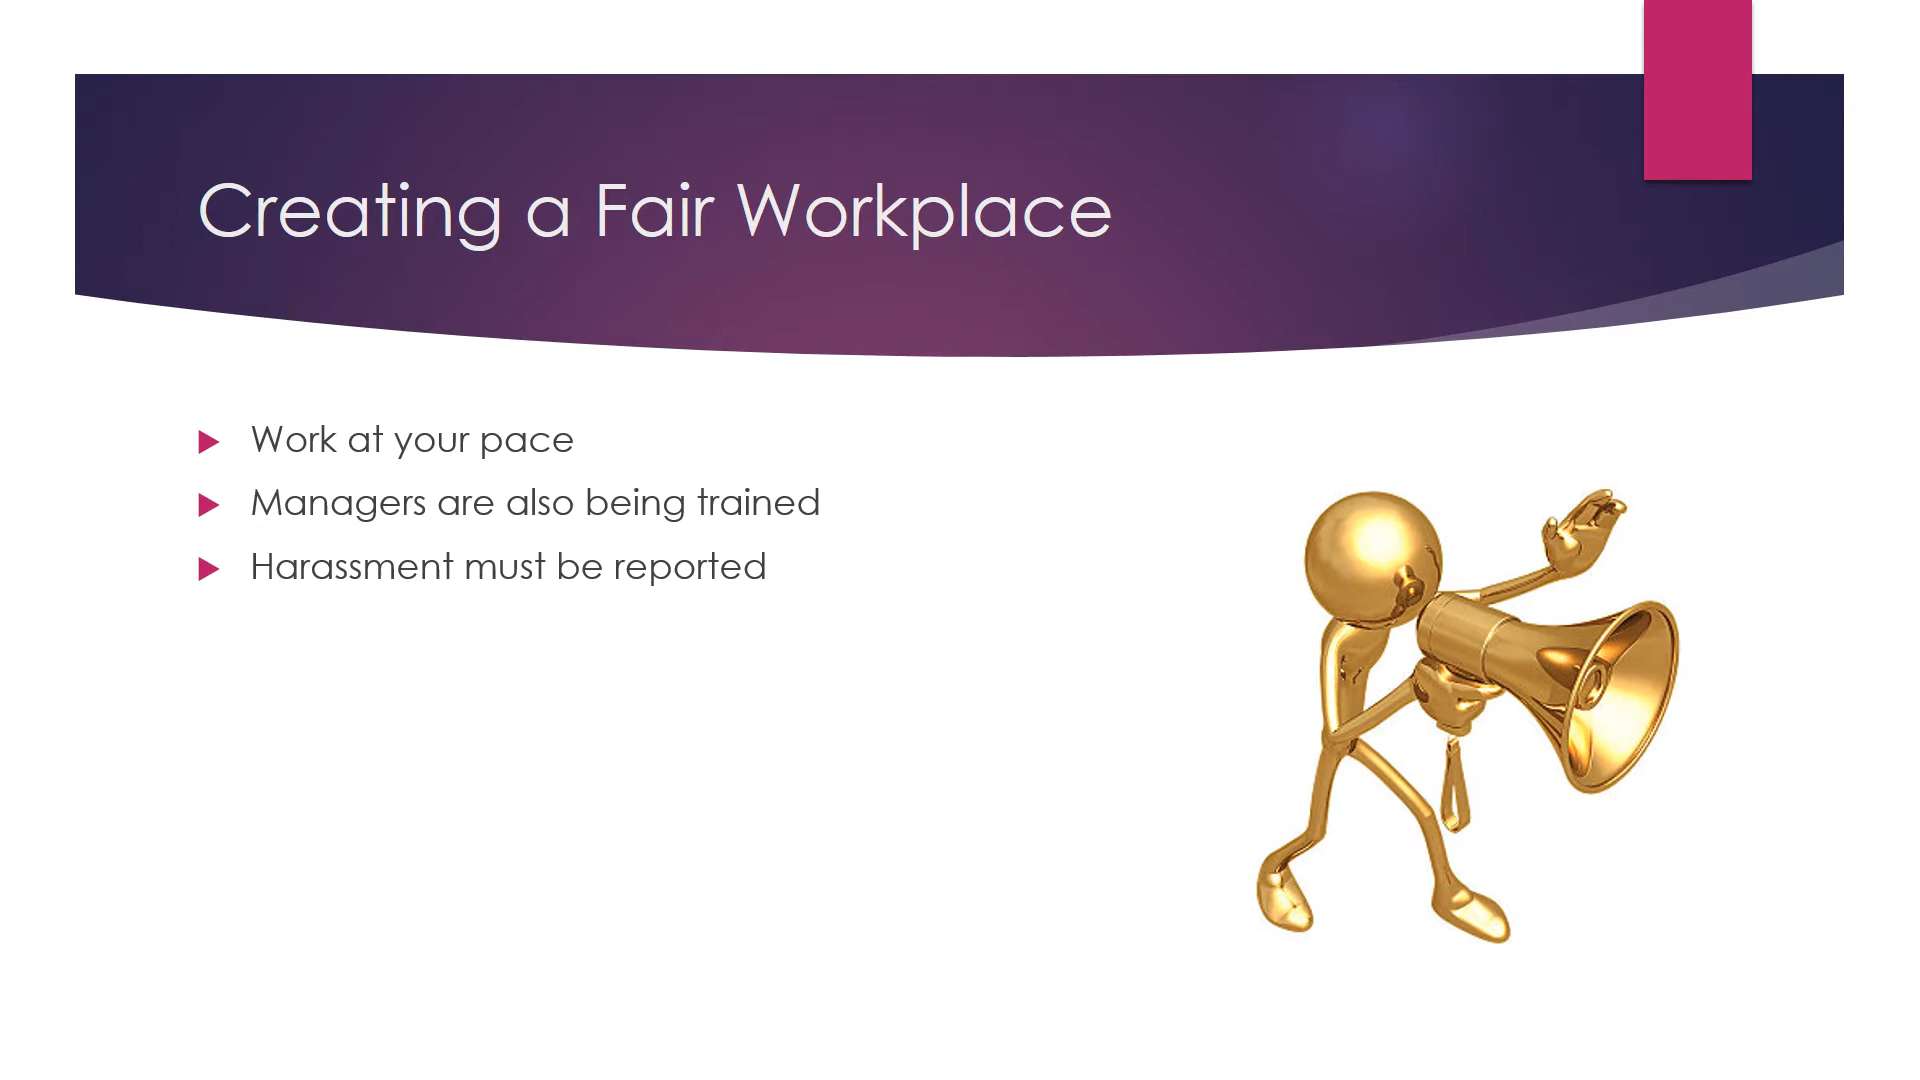 Creating a Fair Workplace
Work at your pace
Managers are also being trained
Harassment must be reported